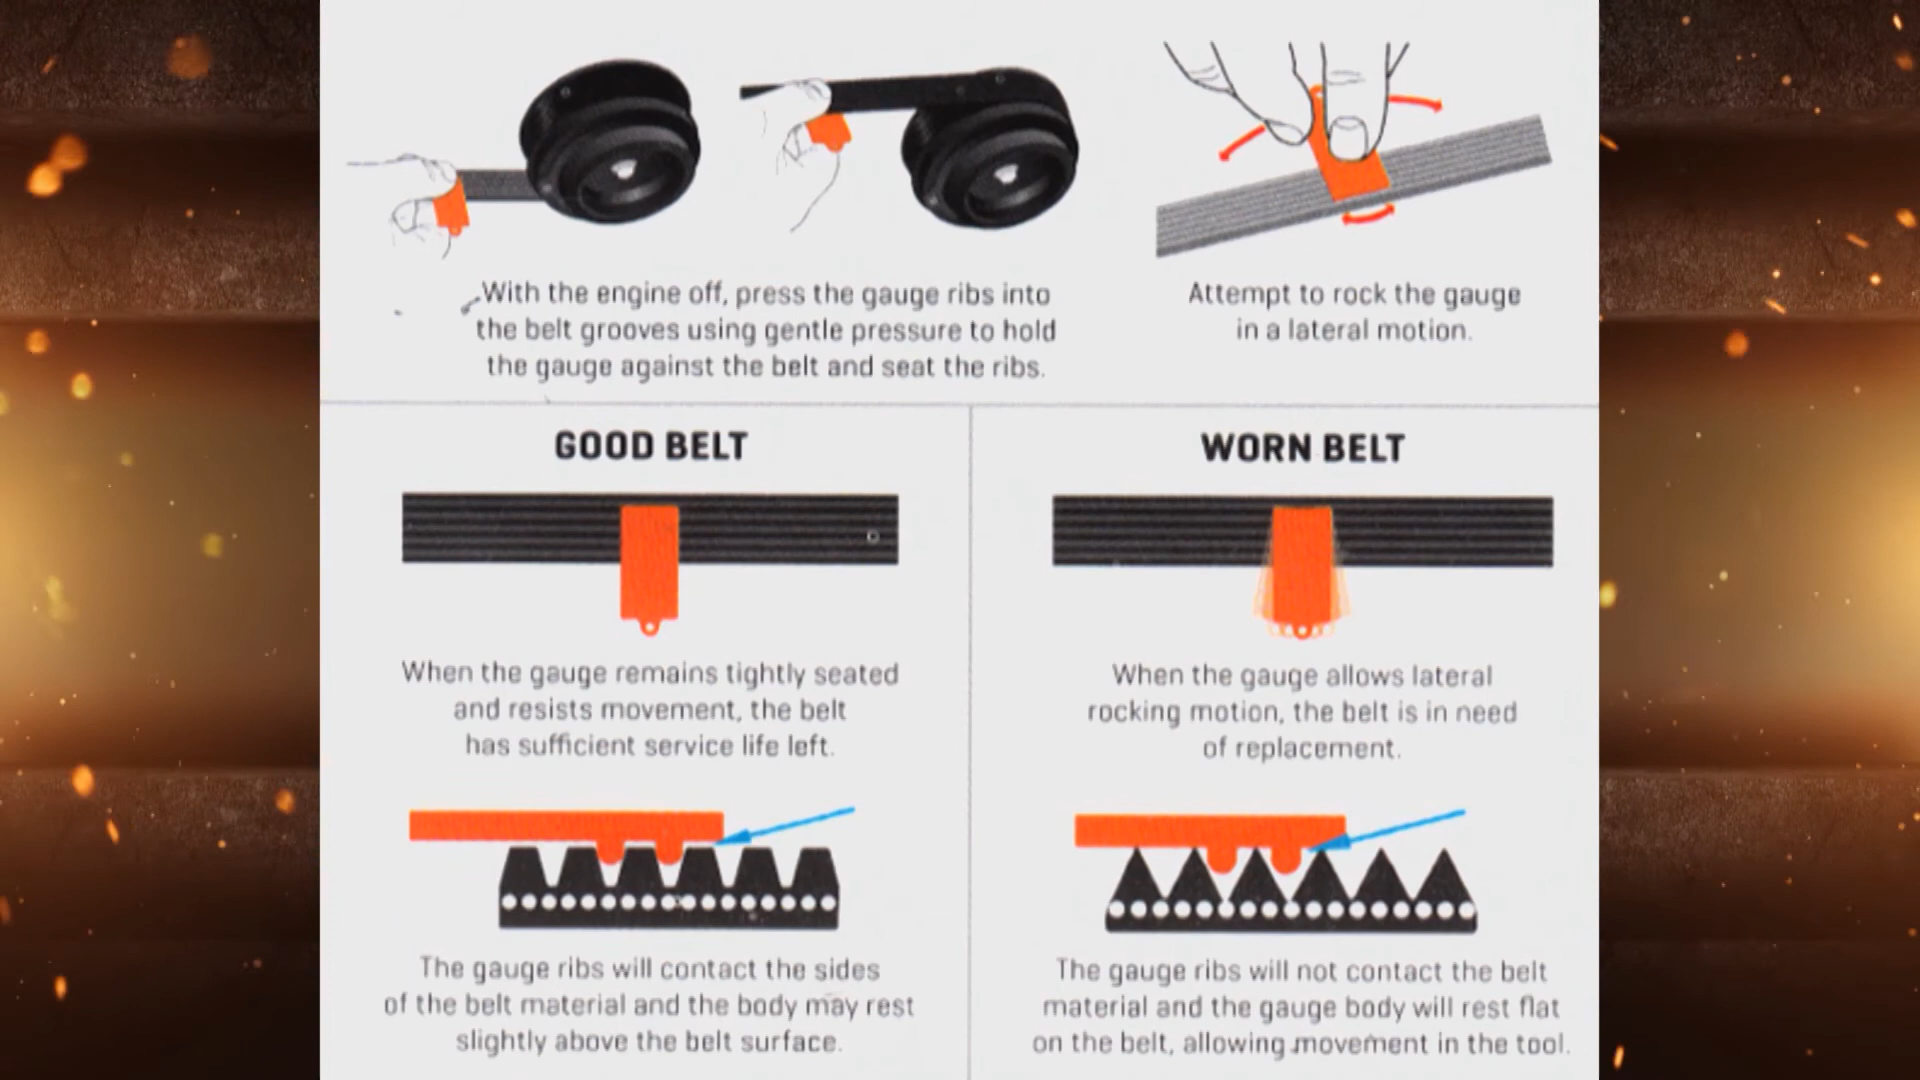 With the engine off, press the gauge ribs into
the belt grooves using gentle pressure to hold
the gauge against the belt and seat the ribs.
Attempt to rock the gauge
in a lateral motion.
GOOD BELT
When the gauge remains tightly seated
and resists movement, the belt
has sufficient service life left.
The gauge ribs will contact the sides
of the belt material and the body may rest
slightly above the belt surface.
WORN BELT
When the gauge allows lateral
rocking motion, the belt is in need
of replacement.
The gauge ribs will not contact the belt
material and the gauge body will rest flat
on the belt, allowing movement in the tool.